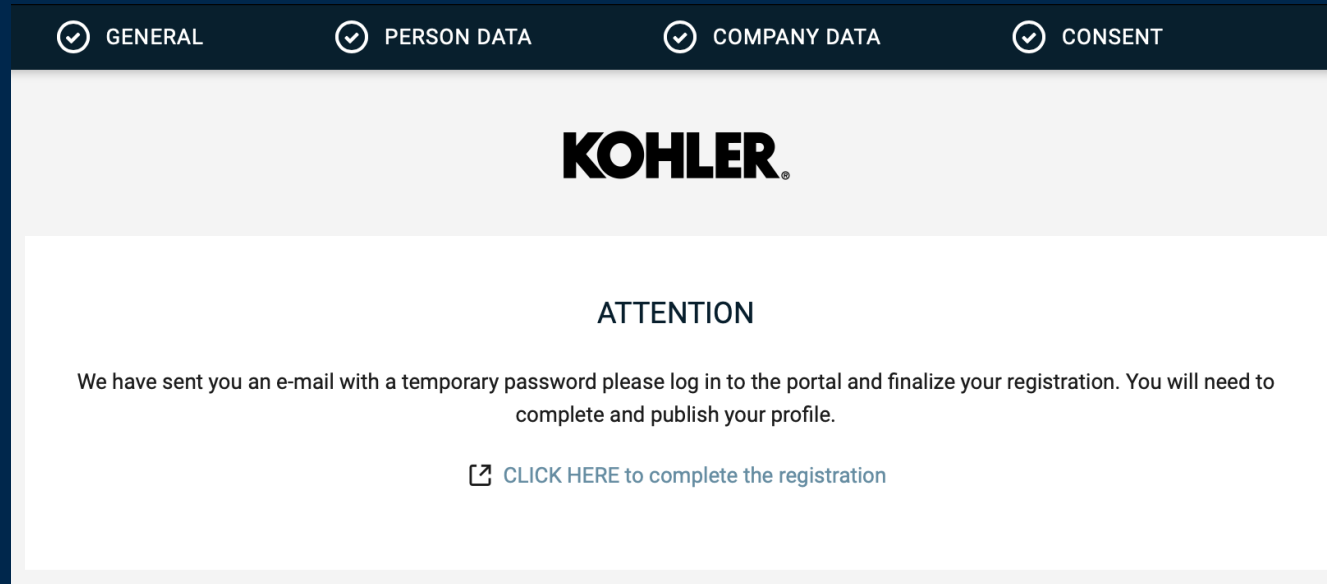 GENERAL
PERSON DATA
COMPANY DATA
CONSENT
KOHLER®
ATTENTION
We have sent you an e-mail with a temporary password please log in to the portal and finalize your registration. You will need to
complete and publish your profile.
CLICK HERE to complete the registration